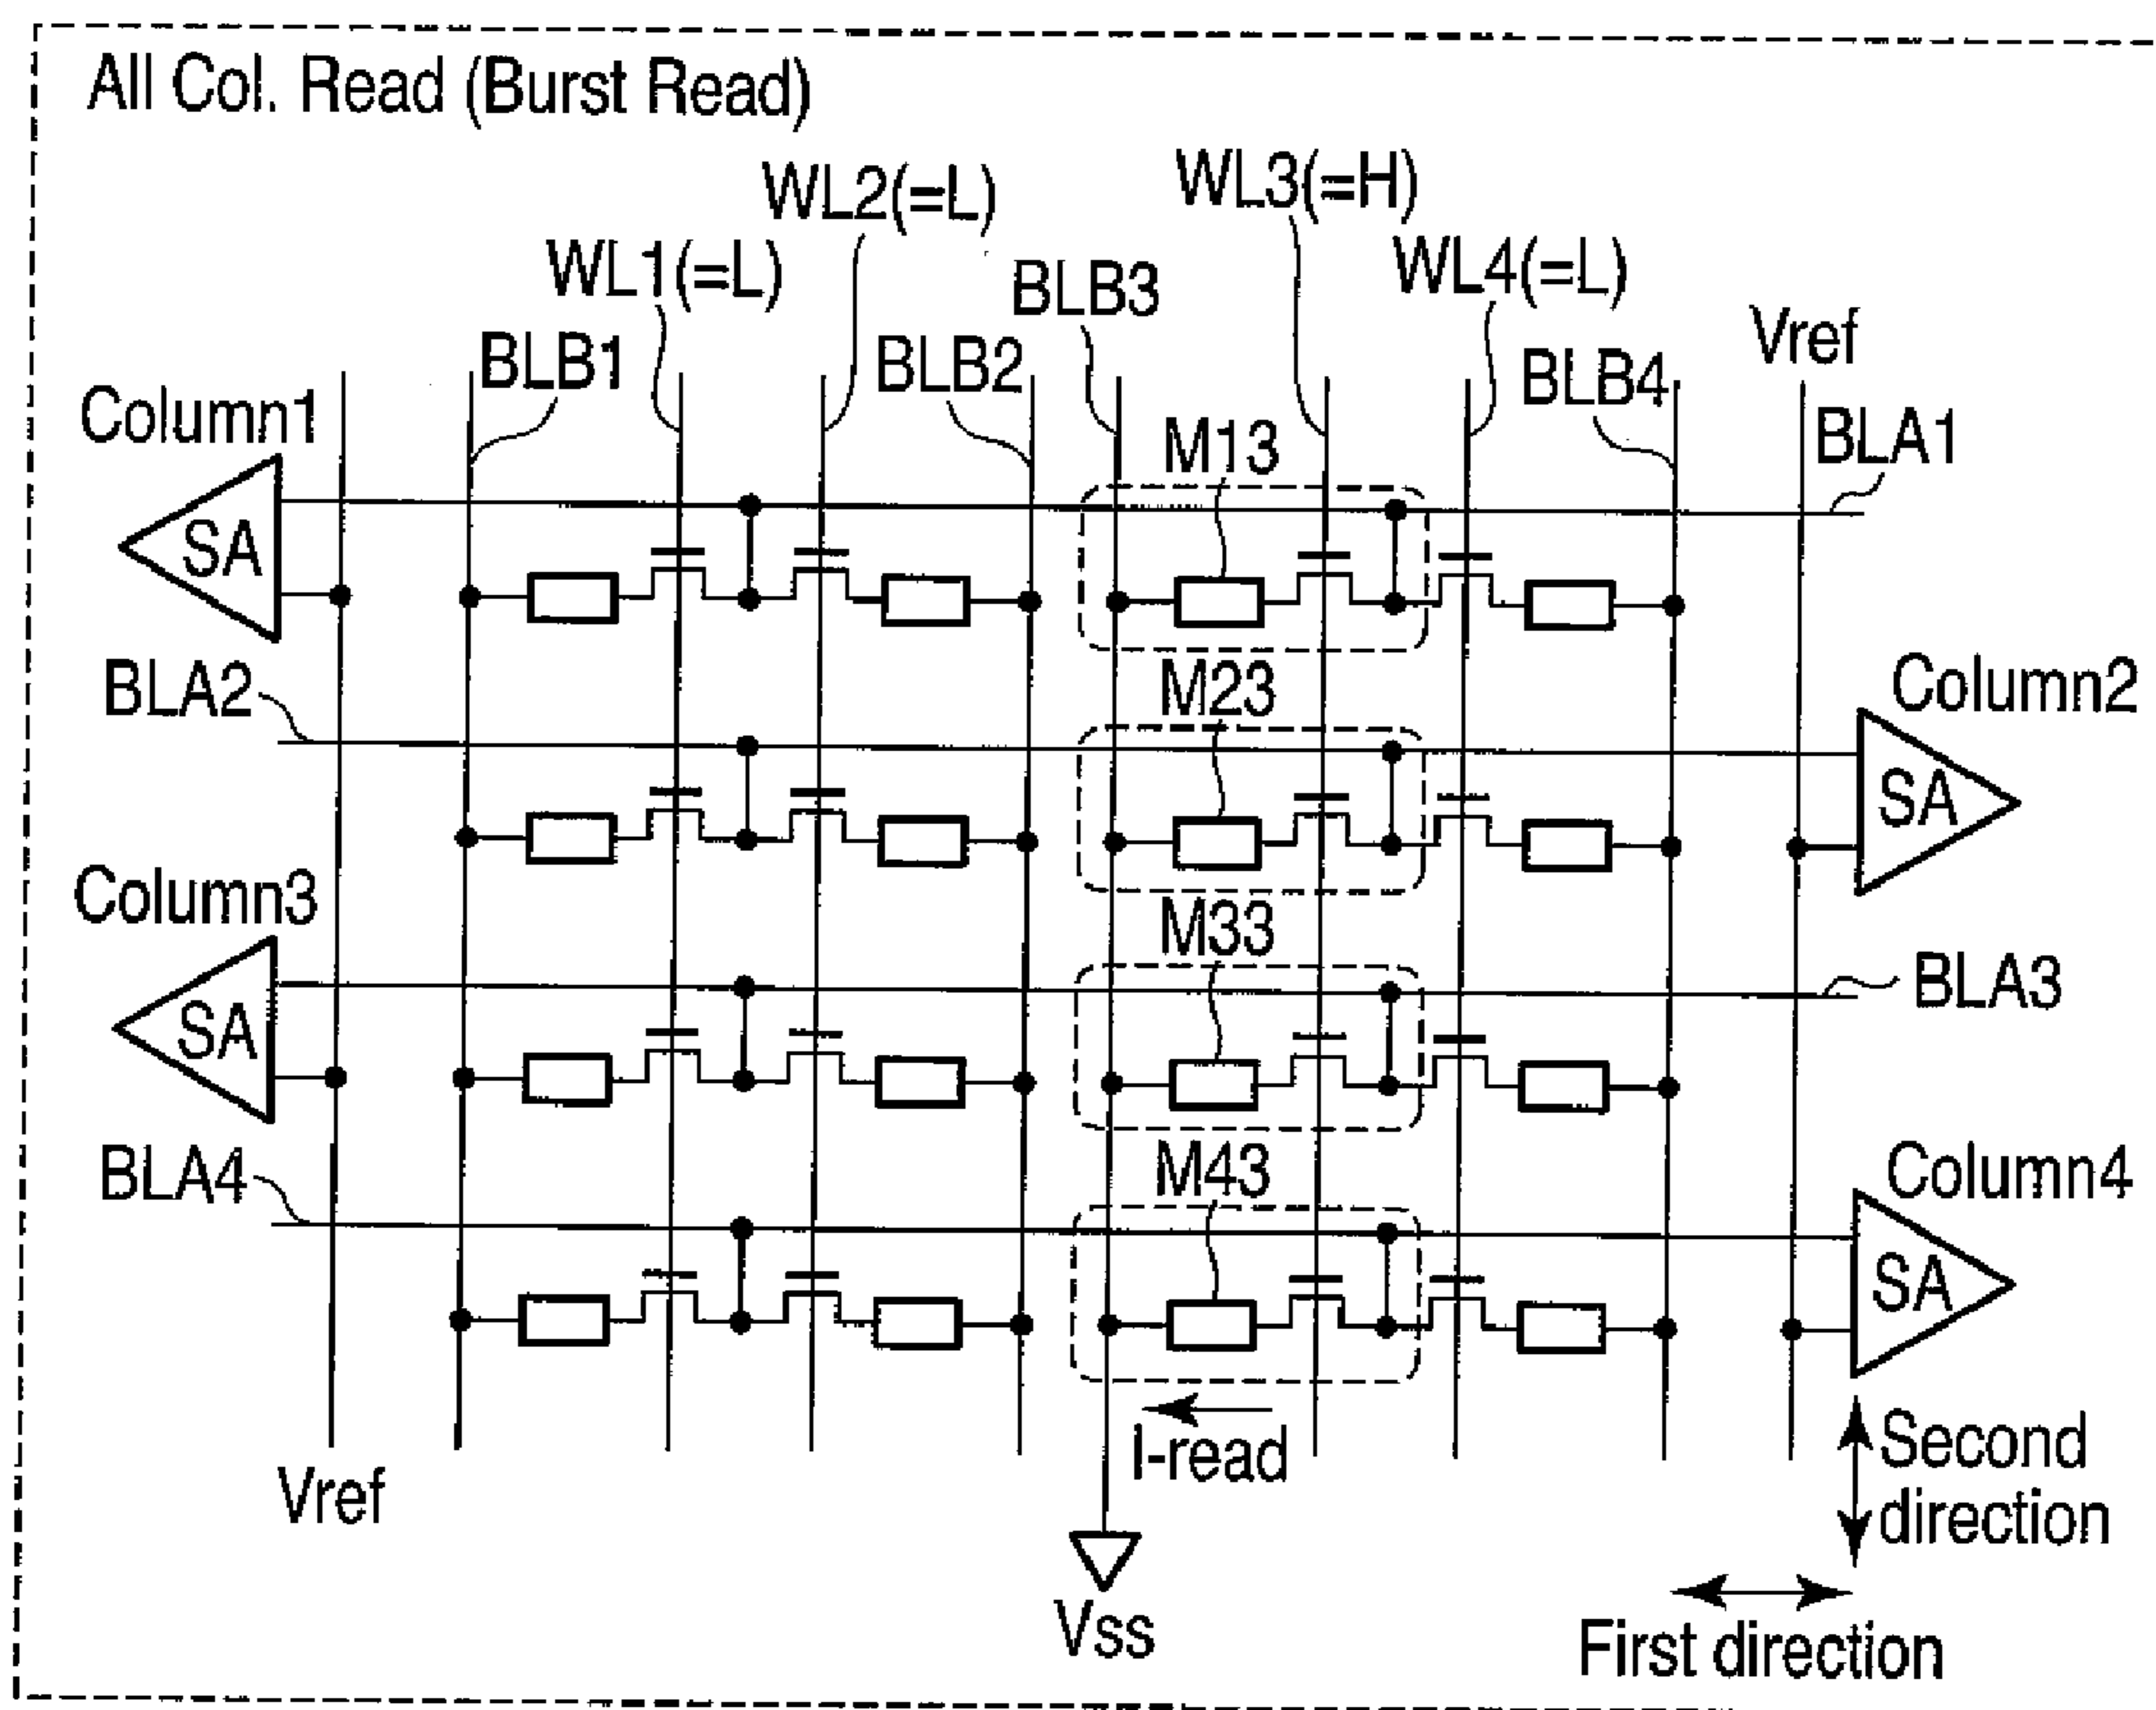 All Col. Read (Burst Read)
WL2(=L)
WL3(=H)
WL1(=L)
BLB3
WL4(=L)
BLB1
BLB2
BLB4
Vref
Column1
M13
BLA1
SA
BLA2
M23
Column2
SA
Column3
M33
BLA3
SA
BLA4
M43
Column4
SA
I-read
Second
direction
Vref
Vss
First direction